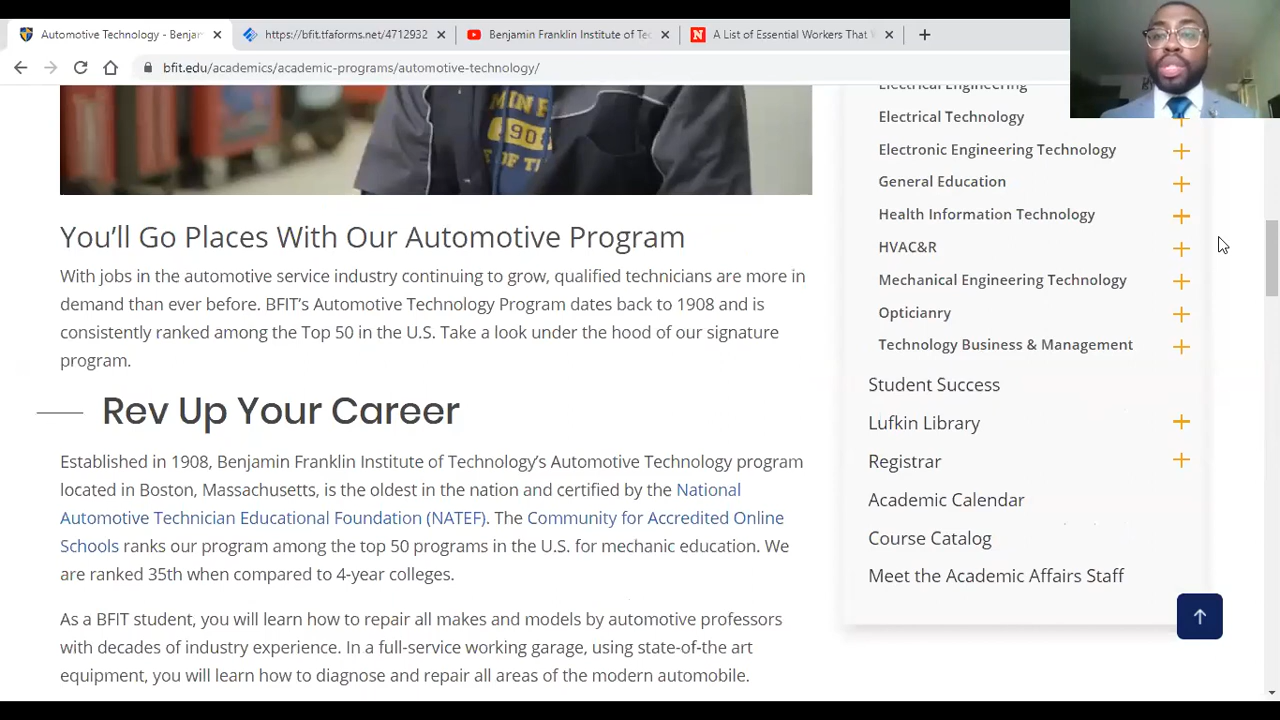 Automotive Technology - Benjar
https://bfit.tfaforms.net/4712932
Benjamin Franklin Institute of Te
A List of Essential Workers That
bfit.edu/academics/academic-programs/automotive-technology/
MIN F
1908
E OF T
You'll Go Places With Our Automotive Program
With jobs in the automotive service industry continuing to grow, qualified technicians are more in
demand than ever before. BFIT's Automotive Technology Program dates back to 1908 and is
consistently ranked among the Top 50 in the U.S. Take a look under the hood of our signature
program.
Rev Up Your Career
Established in 1908, Benjamin Franklin Institute of Technology's Automotive Technology program
located in Boston, Massachusetts, is the oldest in the nation and certified by the National
Automotive Technician Educational Foundation (NATEF). The Community for Accredited Online
Schools ranks our program among the top 50 programs in the U.S. for mechanic education. We
are ranked 35th when compared to 4-year colleges.
As a BFIT student, you will learn how to repair all makes and models by automotive professors
with decades of industry experience. In a full-service working garage, using state-of-the art
equipment, you will learn how to diagnose and repair all areas of the modern automobile.
Electrical Engineering
Electrical Technology
Electronic Engineering Technology
General Education
Health Information Technology
HVAC&R
Mechanical Engineering Technology
Opticianry
Technology Business & Management
Student Success
Lufkin Library
Registrar
Academic Calendar
Course Catalog
Meet the Academic Affairs Staff